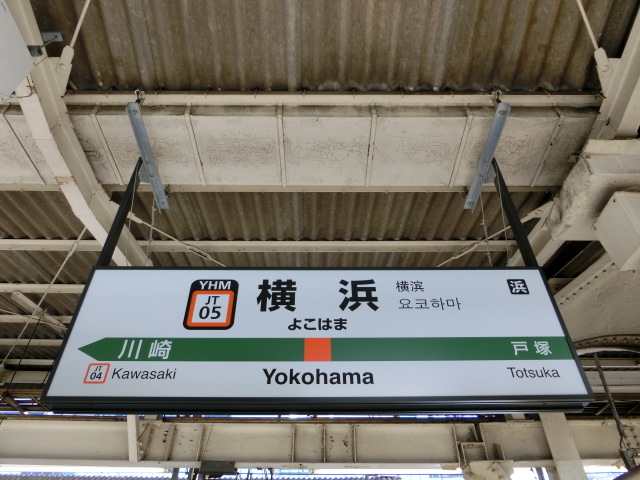 YHM
JT
05
横 浜
横滨
요코하마
浜
よこはま
川崎
戸塚
JT
04
Kawasaki
Yokohama
Totsuka